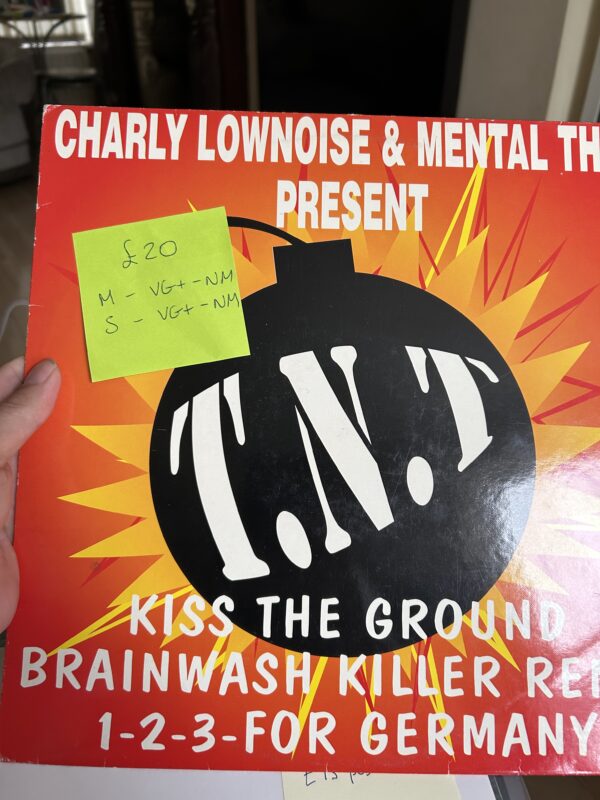 CHARLY LOWNOISE & MENTAL TH
PRESENT
£20
M - VG+ - NM
S - VG+ - NM
T.N.T
KISS THE GROUND
BRAINWASH KILLER RE
1-2-3-FOR GERMANY